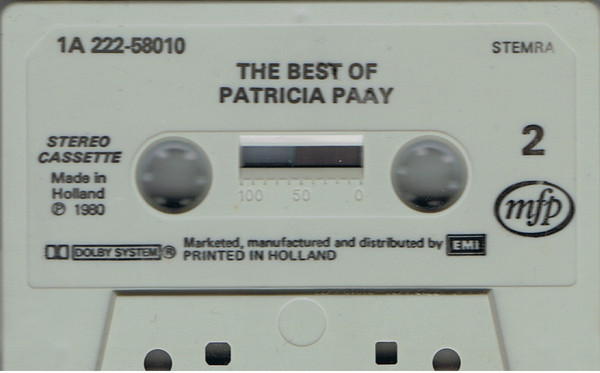 1A 222-58010
STEMRA
THE BEST OF
PATRICIA PAAY
STEREO
CASSETTE
2
Made in
Holland
℗ 1980
100 50 0
mfp
DOLBY SYSTEM ®
Marketed, manufactured and distributed by EMI
PRINTED IN HOLLAND